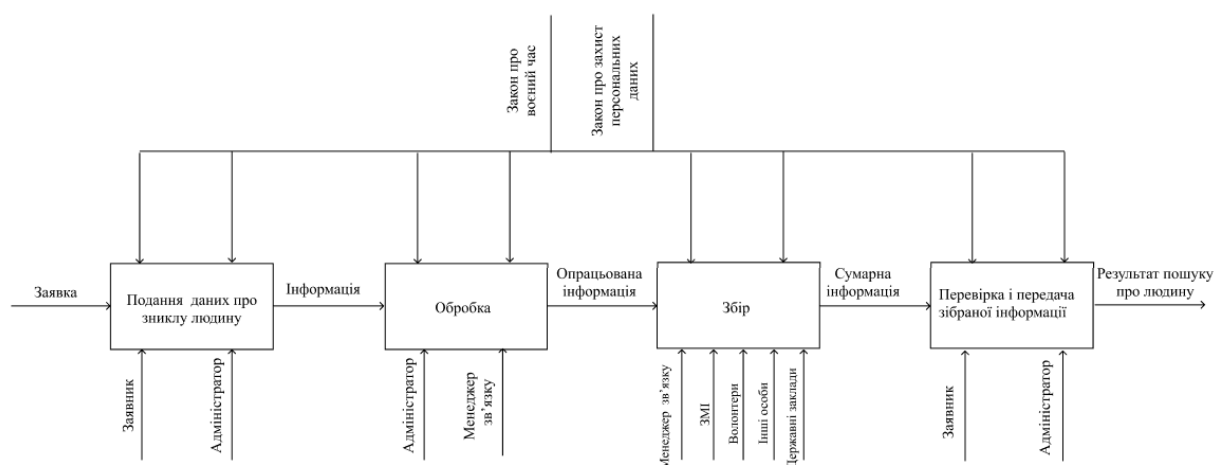 Закон про
воєнний час
Закон про захист
персональних
даних
Заявка
Подання даних про
зниклу людину
Інформація
Обробка
Опрацьована
інформація
Збір
Сумарна
інформація
Перевірка і передача
зібраної інформації
Результат пошуку
про людину
Заявник
Адміністратор
Адміністратор
Менеджер
зв’язку
Менеджер зв’язку
ЗМІ
Волонтери
Інші особи
Державні заклади
Заявник
Адміністратор